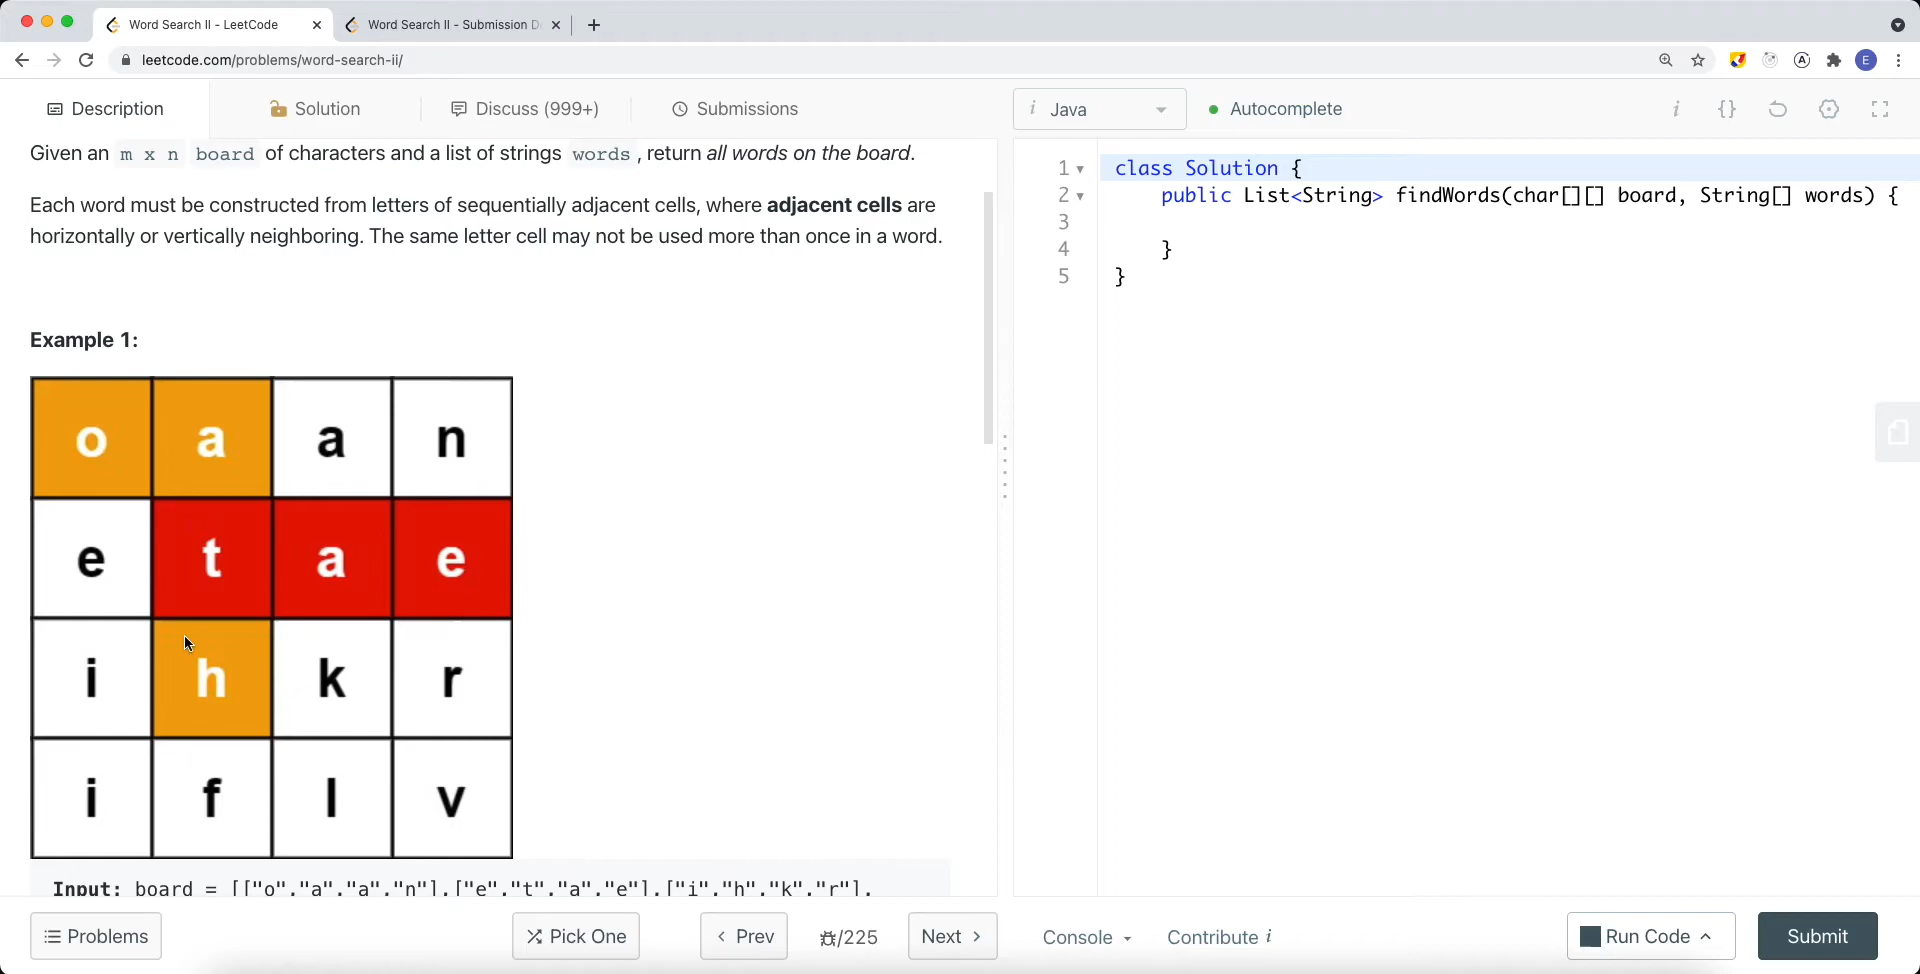 Word Search II - LeetCode
Word Search II - Submission D
leetcode.com/problems/word-search-ii/
E
Description
Solution
Discuss (999+)
Submissions
i Java
Autocomplete
i {}
Given an m x n board of characters and a list of strings words , return all words on the board.
Each word must be constructed from letters of sequentially adjacent cells, where adjacent cells are
horizontally or vertically neighboring. The same letter cell may not be used more than once in a word.
Example 1:
o a a n
e t a e
i h k r
i f l v
Input: board = [["o","a","a","n"],["e","t","a","e"],["i","h","k","r"],
1 class Solution {
2 public List<String> findWords(char[][] board, String[] words) {
3
4 }
5 }
Problems
Pick One
< Prev
/225
Next >
Console
Contribute i
Run Code
Submit